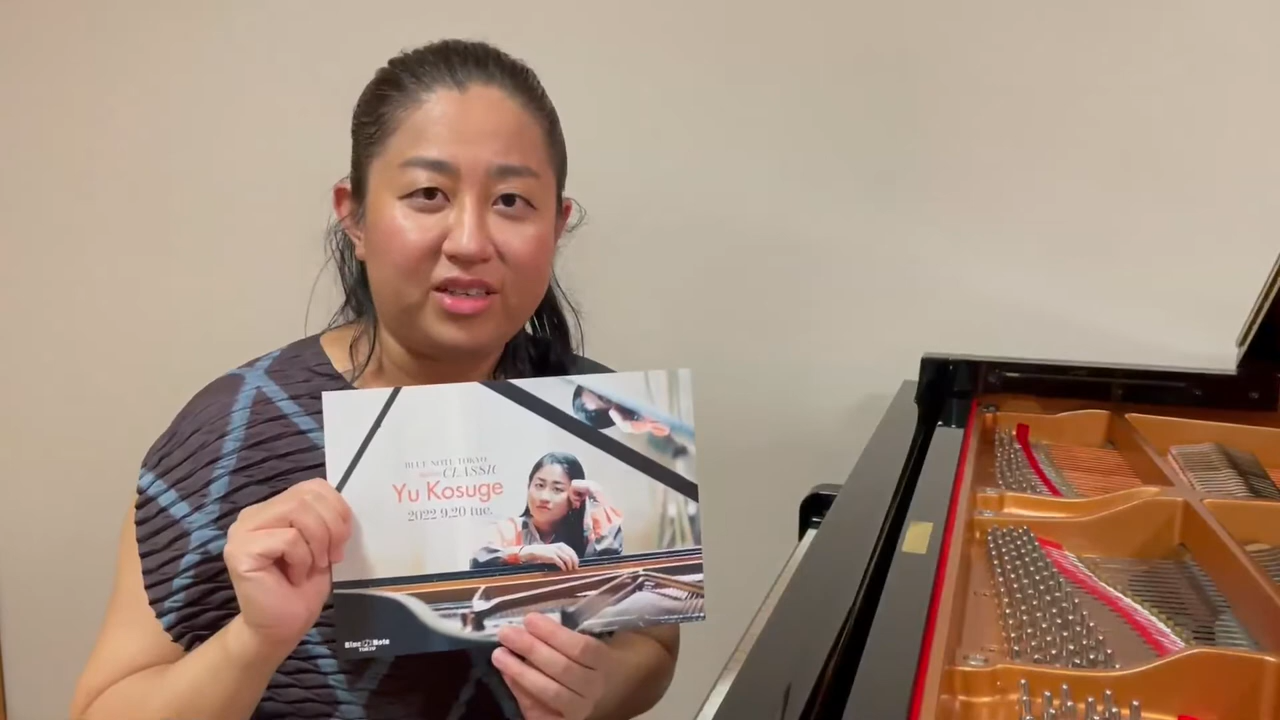 BLUE NOTE TOKYO
CLASSIC
Yu Kosuge
2022 9.20 tue.
Blue Note
TOKYO